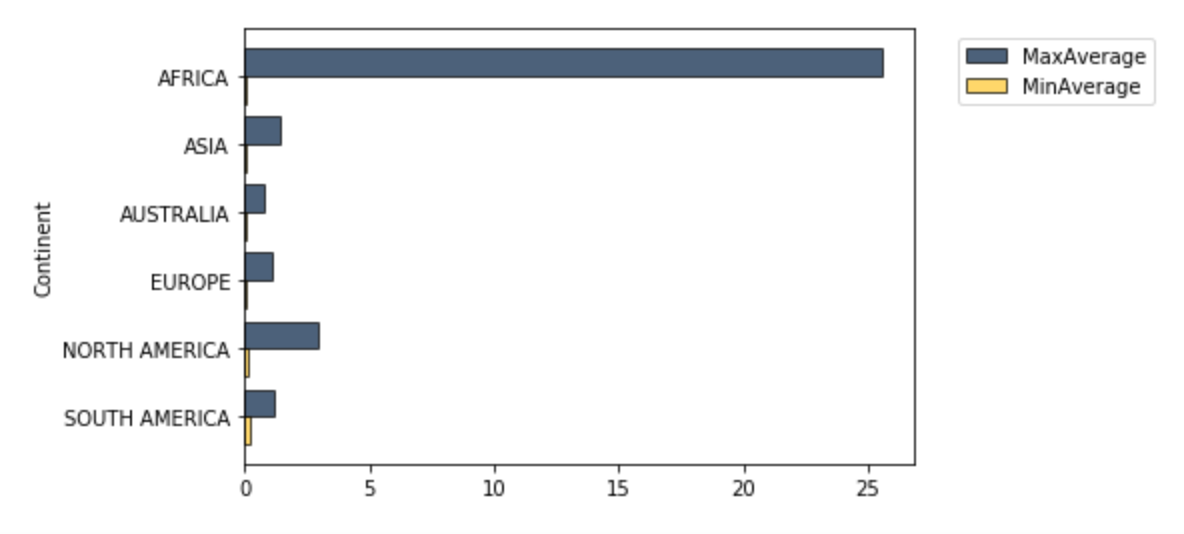 MaxAverage
MinAverage
AFRICA
ASIA
AUSTRALIA
EUROPE
NORTH AMERICA
SOUTH AMERICA
Continent
0 5 10 15 20 25